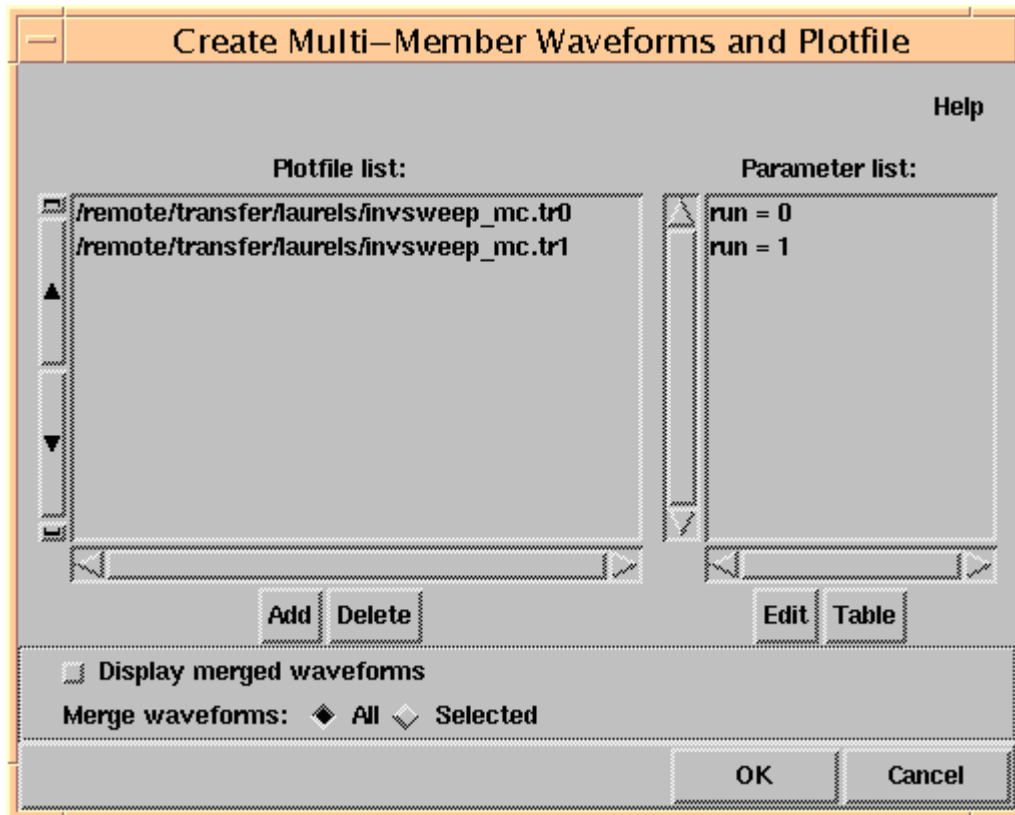 Create Multi–Member Waveforms and Plotfile
Help
Plotfile list:
Parameter list:
/remote/transfer/laurels/invsweep_mc.tr0
/remote/transfer/laurels/invsweep_mc.tr1
run = 0
run = 1
Add
Delete
Edit
Table
Display merged waveforms
Merge waveforms: All Selected
OK
Cancel